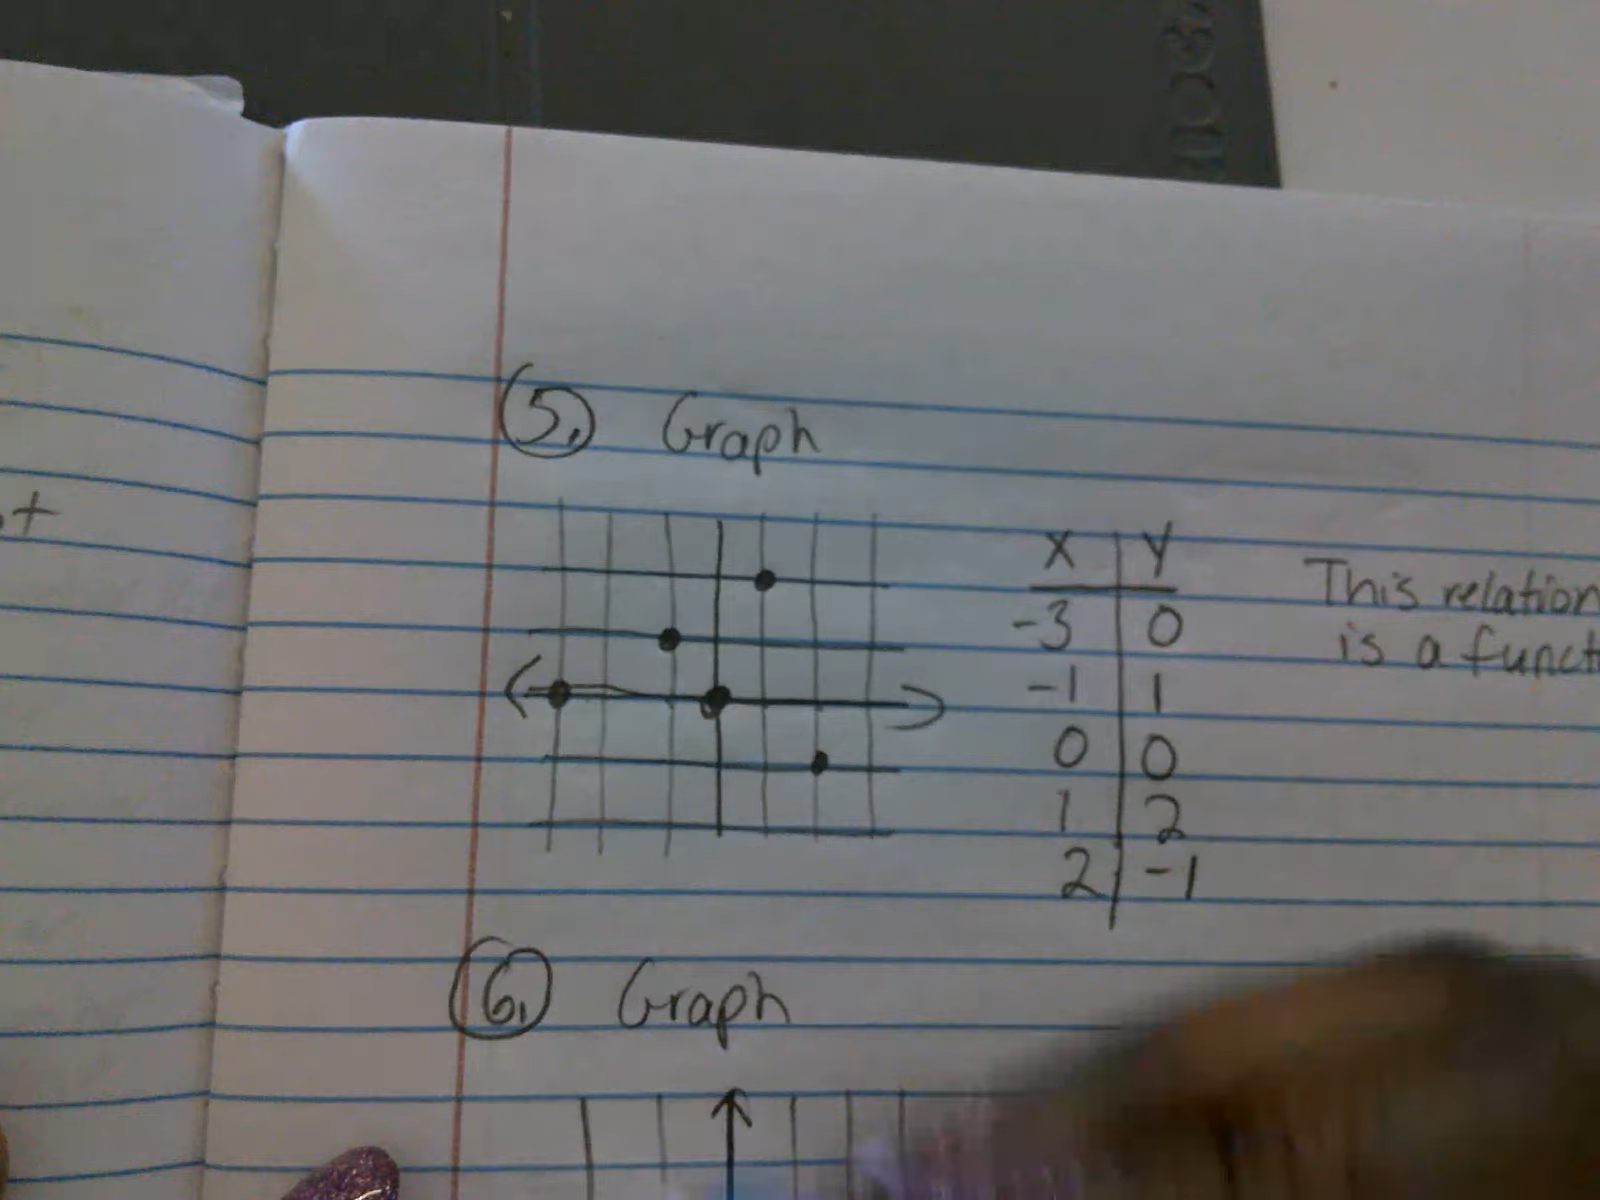 5. Graph
X Y
-3 0
-1 1
0 0
1 2
2 -1
This relation
is a funct
6. Graph